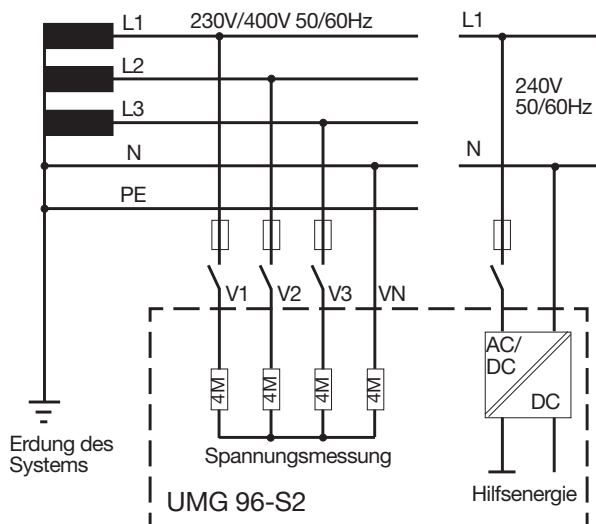 L1 230V/400V 50/60Hz L1
L2
240V
50/60Hz
L3
N N
PE
V1 V2 V3 VN
AC/
DC
4M 4M 4M 4M
DC
Erdung des
Systems
Spannungsmessung
Hilfsenergie
UMG 96-S2